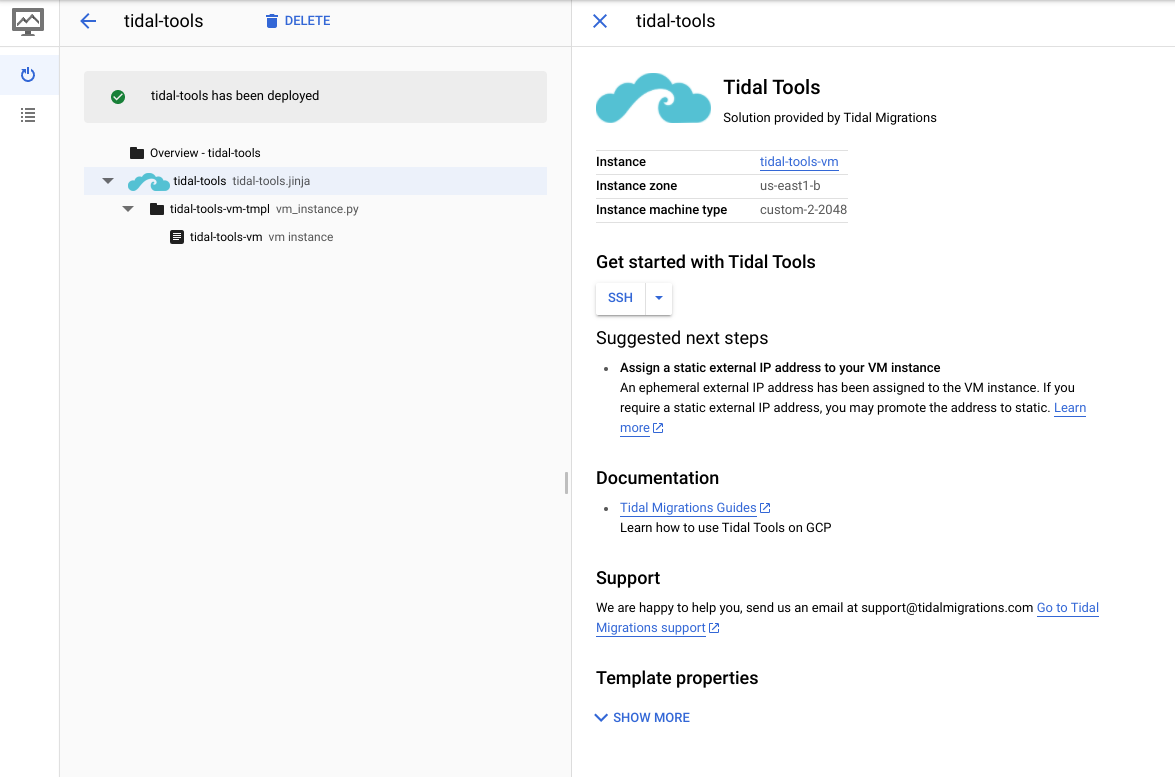 tidal-tools
DELETE
tidal-tools has been deployed
Overview - tidal-tools
tidal-tools tidal-tools.jinja
tidal-tools-vm-tmpl vm_instance.py
tidal-tools-vm vm instance
tidal-tools
Tidal Tools
Solution provided by Tidal Migrations
Instance tidal-tools-vm
Instance zone us-east1-b
Instance machine type custom-2-2048
Get started with Tidal Tools
SSH
Suggested next steps
Assign a static external IP address to your VM instance
An ephemeral external IP address has been assigned to the VM instance. If you
require a static external IP address, you may promote the address to static. Learn
more
Documentation
Tidal Migrations Guides
Learn how to use Tidal Tools on GCP
Support
We are happy to help you, send us an email at support@tidalmigrations.com Go to Tidal
Migrations support
Template properties
SHOW MORE